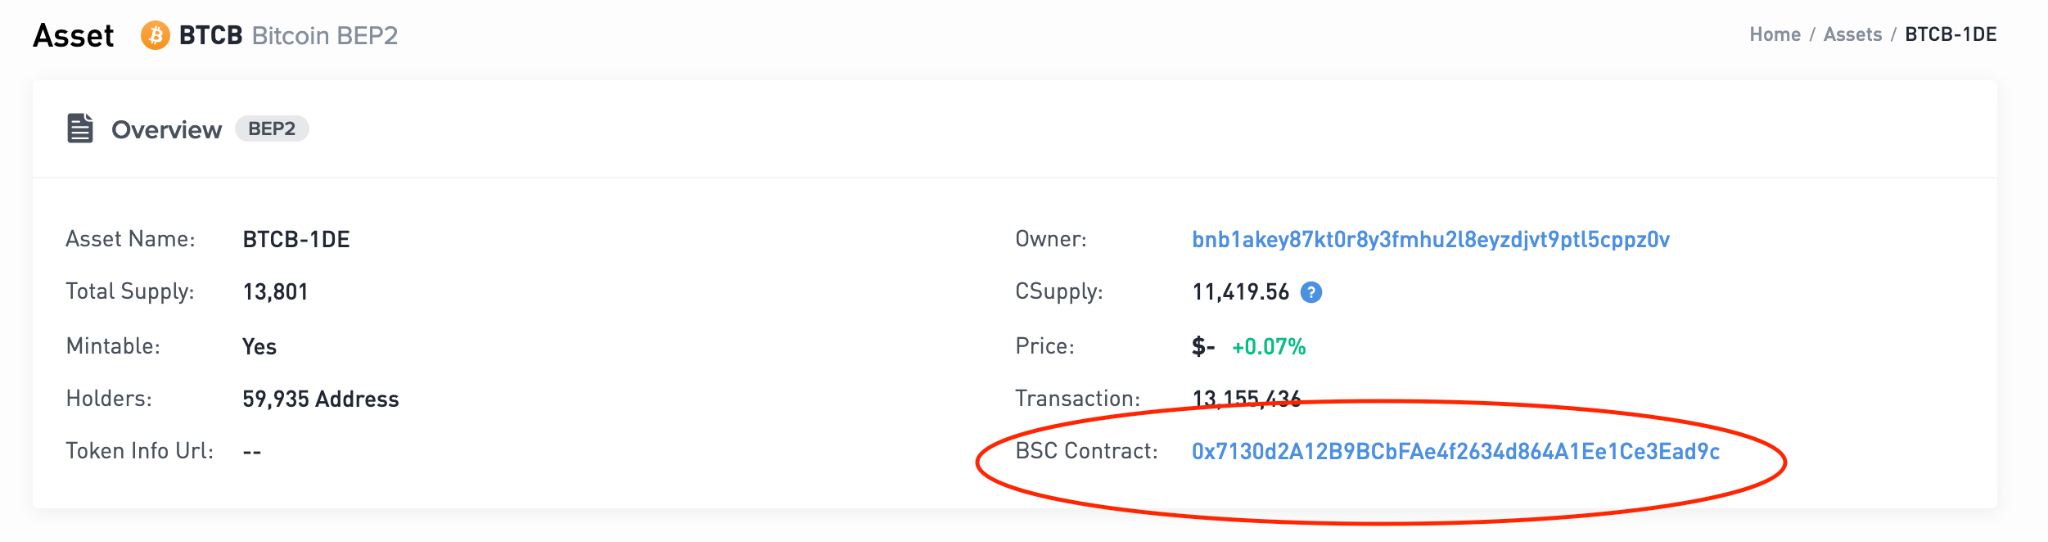 Asset BTCB Bitcoin BEP2
Home / Assets / BTCB-1DE
Overview BEP2
Asset Name: BTCB-1DE
Total Supply: 13,801
Mintable: Yes
Holders: 59,935 Address
Token Info Url: --
Owner: bnb1akey87kt0r8y3fmhu2l8eyzdjvt9ptl5cppz0v
CSupply: 11,419.56 ?
Price: $- +0.07%
Transaction: 13,155,436
BSC Contract: 0x7130d2A12B9BCbFAe4f2634d864A1Ee1Ce3Ead9c